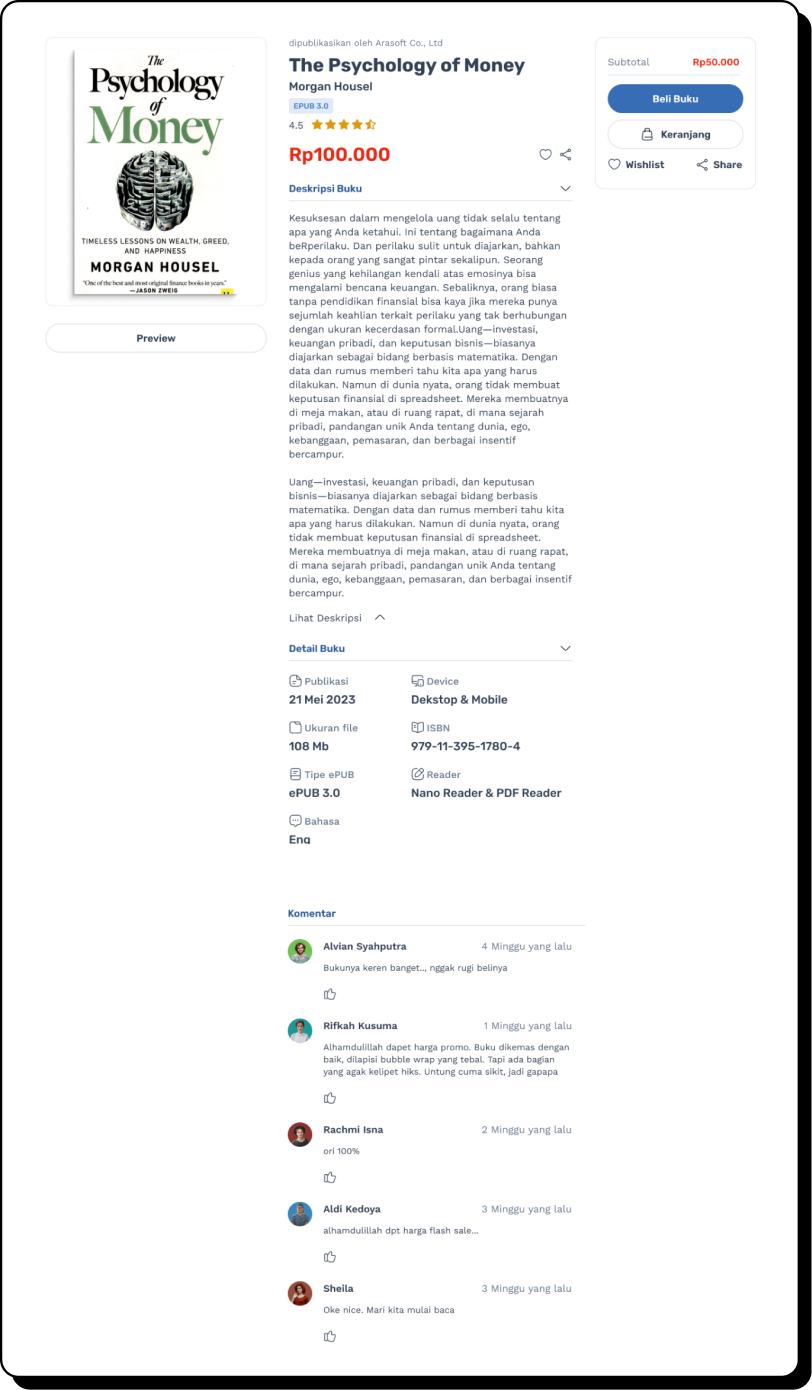 The
Psychology
of
Money
TIMELESS LESSONS ON WEALTH, GREED,
AND HAPPINESS
MORGAN HOUSEL
"One of the best and most original finance books in years."
—JASON ZWEIG
Preview
dipublikasikan oleh Arasoft Co., Ltd
The Psychology of Money
Morgan Housel
EPUB 3.0
4.5
Rp100.000
Deskripsi Buku
Kesuksesan dalam mengelola uang tidak selalu tentang
apa yang Anda ketahui. Ini tentang bagaimana Anda
beRperilaku. Dan perilaku sulit untuk diajarkan, bahkan
kepada orang yang sangat pintar sekalipun. Seorang
genius yang kehilangan kendali atas emosinya bisa
mengalami bencana keuangan. Sebaliknya, orang biasa
tanpa pendidikan finansial bisa kaya jika mereka punya
sejumlah keahlian terkait perilaku yang tak berhubungan
dengan ukuran kecerdasan formal.Uang—investasi,
keuangan pribadi, dan keputusan bisnis—biasanya
diajarkan sebagai bidang berbasis matematika. Dengan
data dan rumus memberi tahu kita apa yang harus
dilakukan. Namun di dunia nyata, orang tidak membuat
keputusan finansial di spreadsheet. Mereka membuatnya
di meja makan, atau di ruang rapat, di mana sejarah
pribadi, pandangan unik Anda tentang dunia, ego,
kebanggaan, pemasaran, dan berbagai insentif
bercampur.
Uang—investasi, keuangan pribadi, dan keputusan
bisnis—biasanya diajarkan sebagai bidang berbasis
matematika. Dengan data dan rumus memberi tahu kita
apa yang harus dilakukan. Namun di dunia nyata, orang
tidak membuat keputusan finansial di spreadsheet.
Mereka membuatnya di meja makan, atau di ruang rapat,
di mana sejarah pribadi, pandangan unik Anda tentang
dunia, ego, kebanggaan, pemasaran, dan berbagai insentif
bercampur.
Lihat Deskripsi
Detail Buku
Publikasi
21 Mei 2023
Device
Dekstop & Mobile
Ukuran file
108 Mb
ISBN
979-11-395-1780-4
Tipe ePUB
ePUB 3.0
Reader
Nano Reader & PDF Reader
Bahasa
Eng
Komentar
Alvian Syahputra
4 Minggu yang lalu
Bukunya keren banget.., nggak rugi belinya
Rifkah Kusuma
1 Minggu yang lalu
Alhamdulillah dapet harga promo. Buku dikemas dengan
baik, dilapisi bubble wrap yang tebal. Tapi ada bagian
yang agak kelipet hiks. Untung cuma sikit, jadi gapapa
Rachmi Isna
2 Minggu yang lalu
ori 100%
Aldi Kedoya
3 Minggu yang lalu
alhamdulillah dpt harga flash sale...
Sheila
3 Minggu yang lalu
Oke nice. Mari kita mulai baca
Subtotal
Rp50.000
Beli Buku
Keranjang
Wishlist
Share